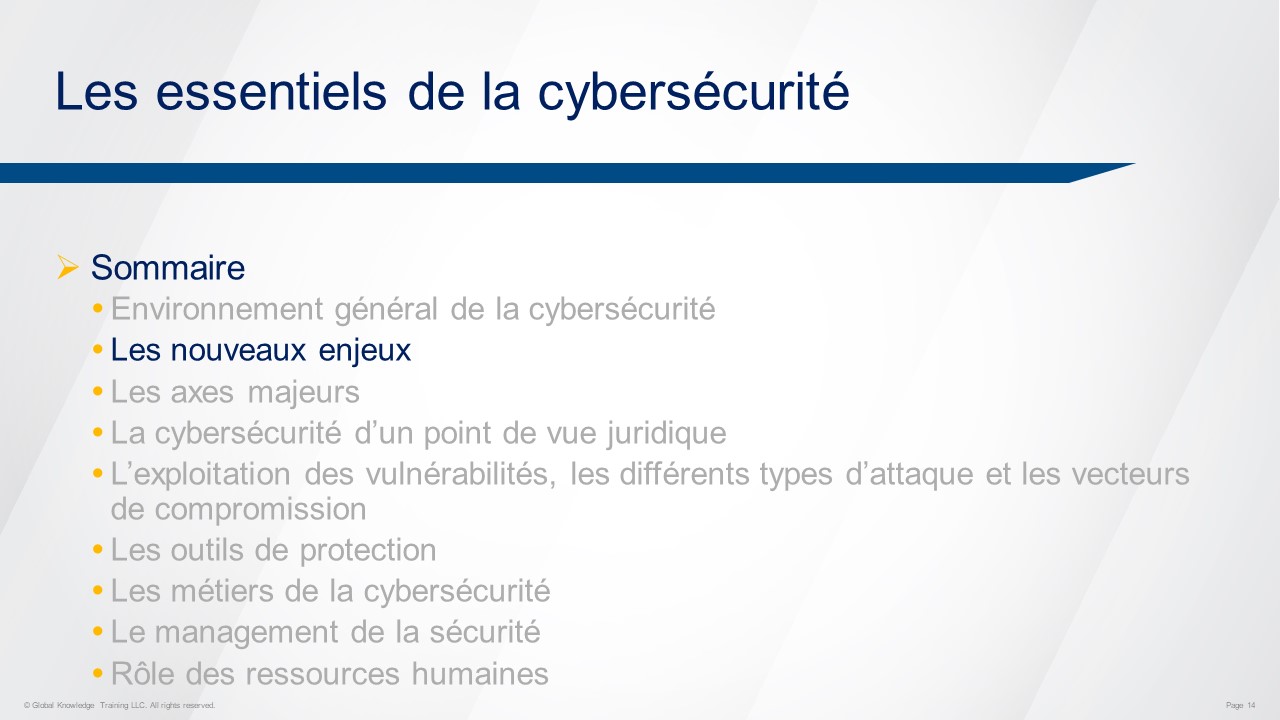 Les essentiels de la cybersécurité
Sommaire
Environnement général de la cybersécurité
Les nouveaux enjeux
Les axes majeurs
La cybersécurité d’un point de vue juridique
L’exploitation des vulnérabilités, les différents types d’attaque et les vecteurs
de compromission
Les outils de protection
Les métiers de la cybersécurité
Le management de la sécurité
Rôle des ressources humaines
© Global Knowledge Training LLC. All rights reserved.
Page 14